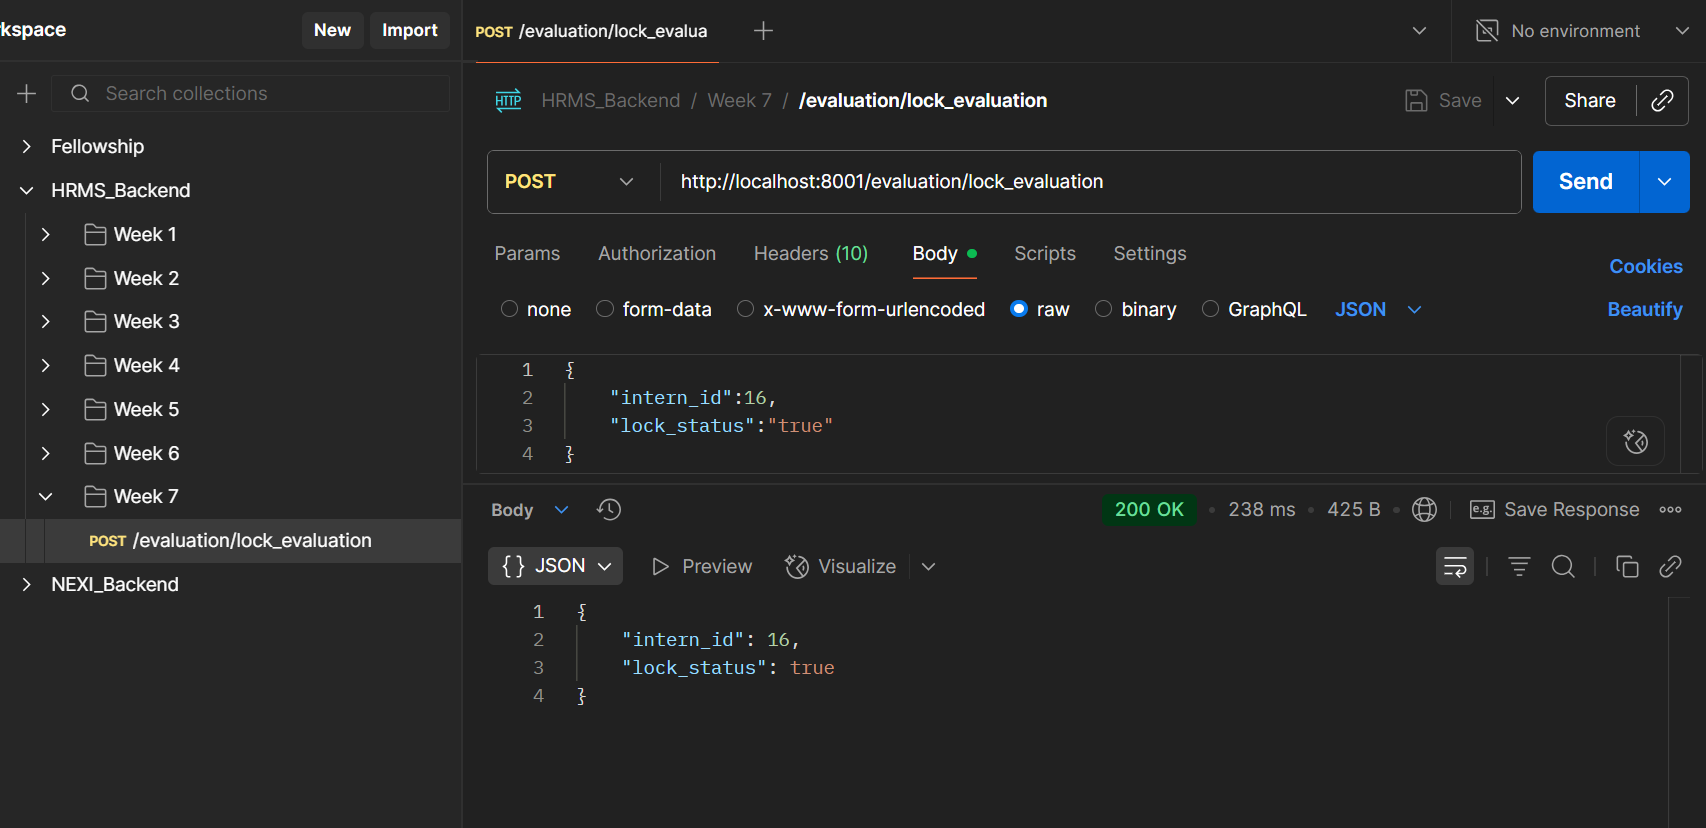 kspace
New
Import
Search collections
Fellowship
HRMS_Backend
Week 1
Week 2
Week 3
Week 4
Week 5
Week 6
Week 7
POST /evaluation/lock_evaluation
NEXI_Backend
POST /evaluation/lock_evalua
No environment
HTTP HRMS_Backend / Week 7 / /evaluation/lock_evaluation
Save
Share
POST http://localhost:8001/evaluation/lock_evaluation
Send
Params Authorization Headers (10) Body Scripts Settings
Cookies
none form-data x-www-form-urlencoded raw binary GraphQL JSON
Beautify
1 {
2 "intern_id":16,
3 "lock_status":"true"
4 }
Body
200 OK • 238 ms • 425 B •
e.g. Save Response
{} JSON Preview Visualize
1 {
2 "intern_id": 16,
3 "lock_status": true
4 }